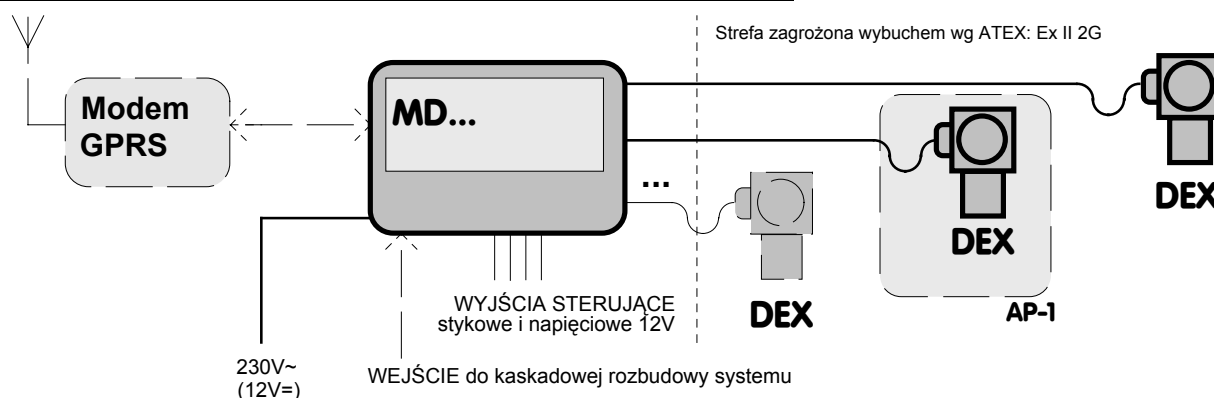 Strefa zagrożona wybuchem wg ATEX: Ex II 2G
Modem
GPRS
MD...
...
DEX
DEX
DEX
AP-1
WYJŚCIA STERUJĄCE
stykowe i napięciowe 12V
230V~
(12V=)
WEJŚCIE do kaskadowej rozbudowy systemu